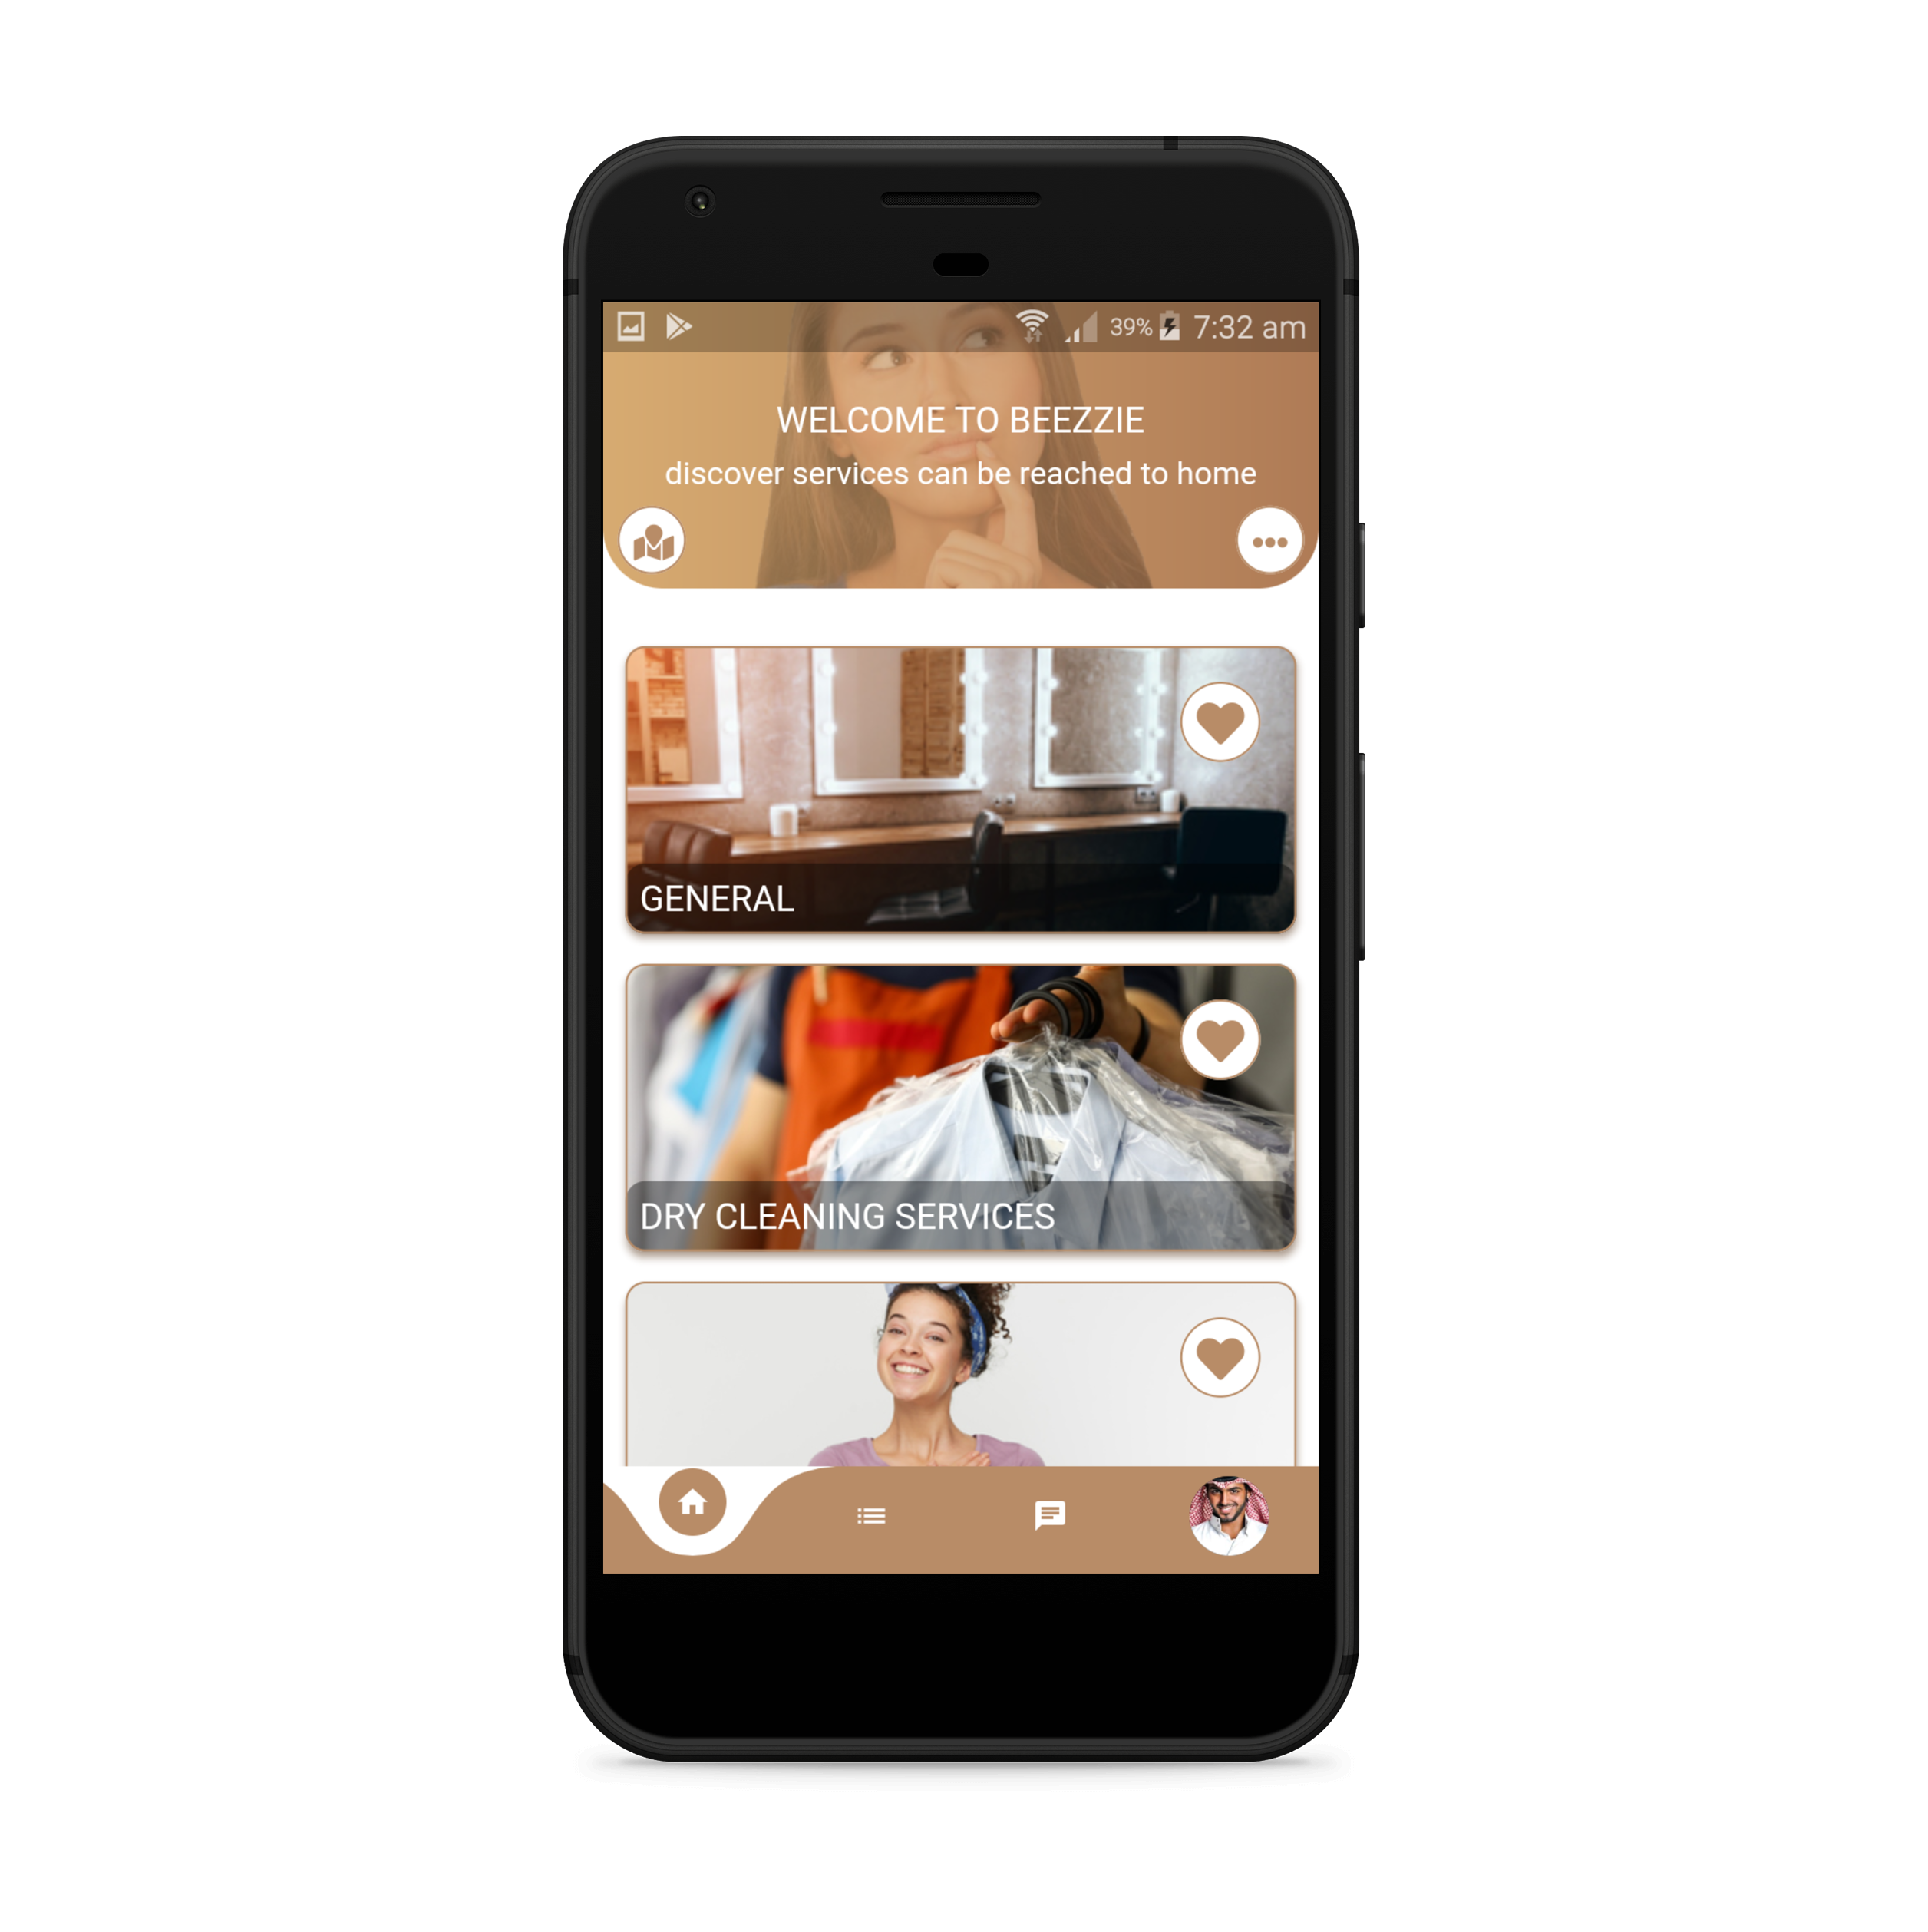 39% 7:32 am
WELCOME TO BEEZZIE
discover services can be reached to home
GENERAL
DRY CLEANING SERVICES